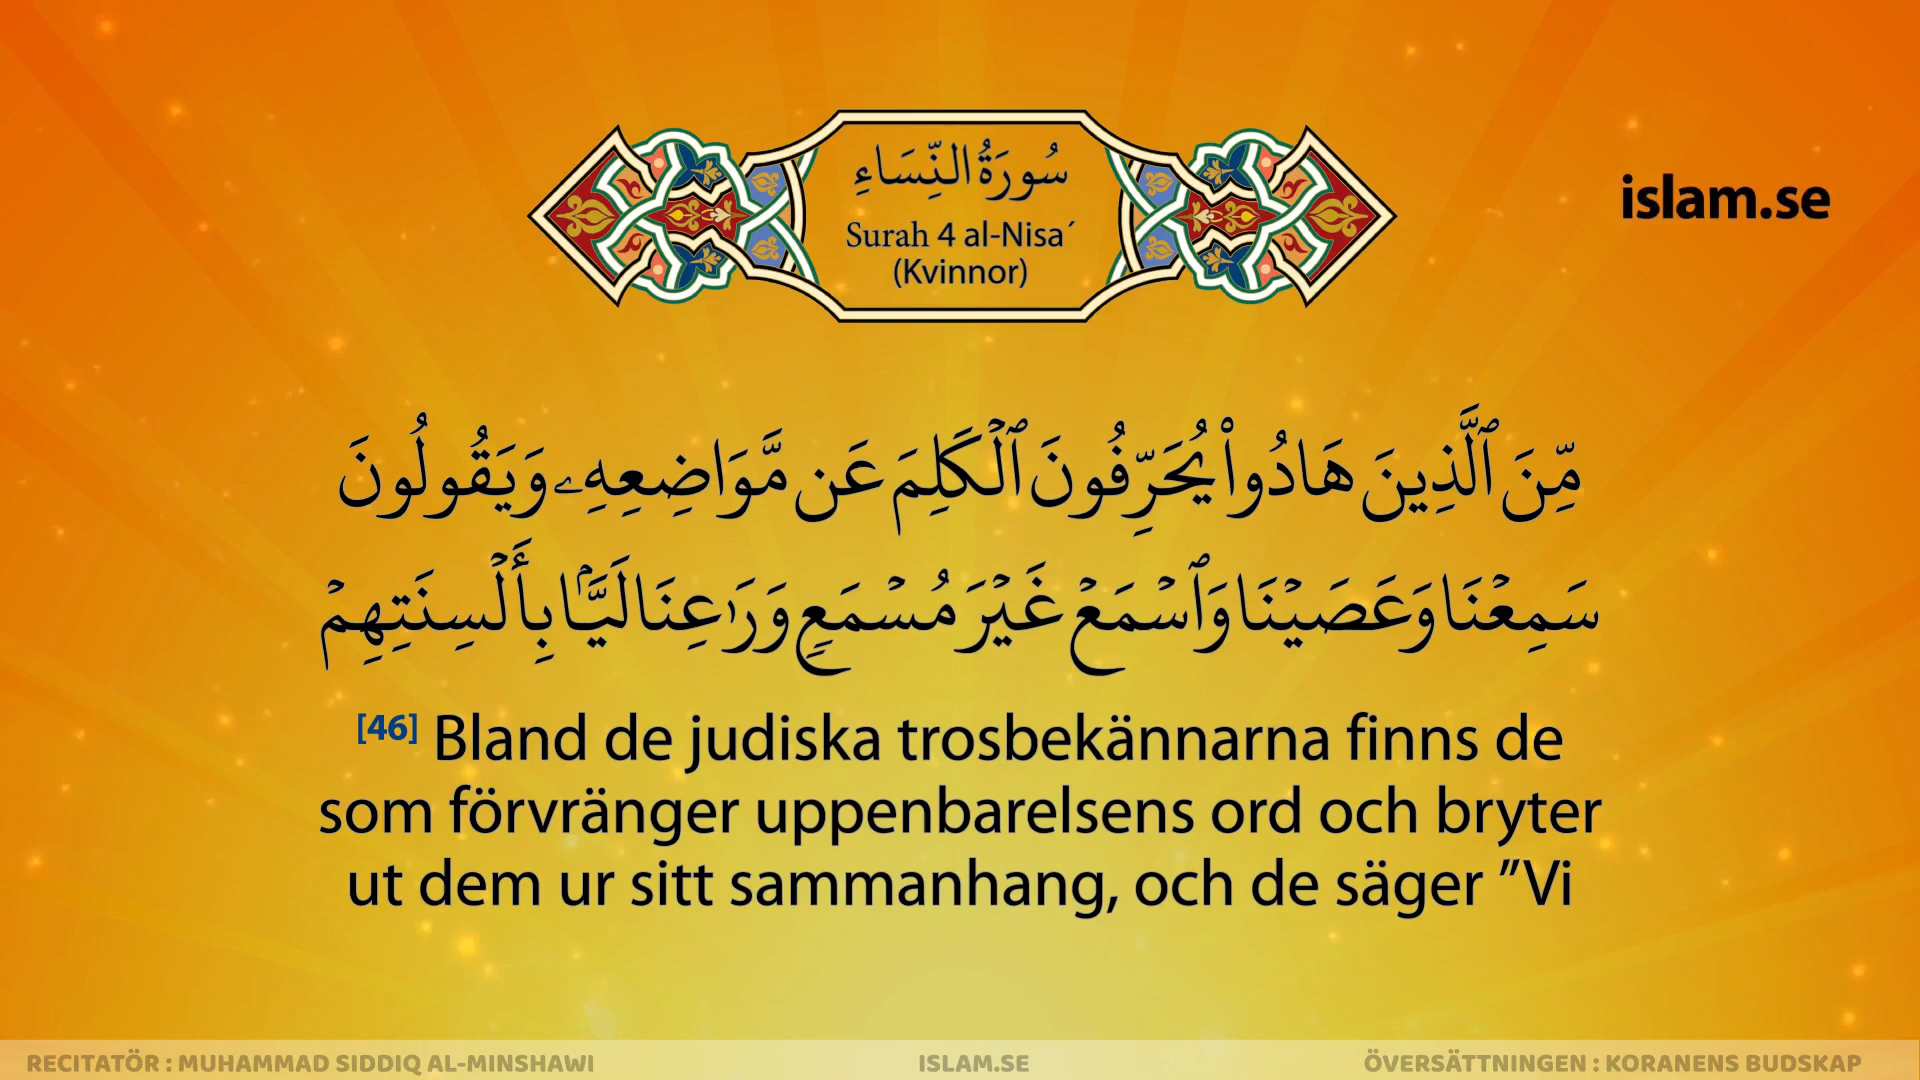 سُورَةُ النِّسَاءِ
Surah 4 al-Nisa´
(Kvinnor)
islam.se
مِّنَ ٱلَّذِينَ هَادُواْ يُحَرِّفُونَ ٱلۡكَلِمَ عَن مَّوَاضِعِهِۦ وَيَقُولُونَ
سَمِعۡنَا وَعَصَيۡنَا وَٱسۡمَعۡ غَيۡرَ مُسۡمَعٖ وَرَٰعِنَا لَيَّۢا بِأَلۡسِنَتِهِمۡ
[46] Bland de judiska trosbekännarna finns de
som förvränger uppenbarelsens ord och bryter
ut dem ur sitt sammanhang, och de säger ”Vi
RECITATÖR : MUHAMMAD SIDDIQ AL-MINSHAWI
ISLAM.SE
ÖVERSÄTTNINGEN : KORANENS BUDSKAP